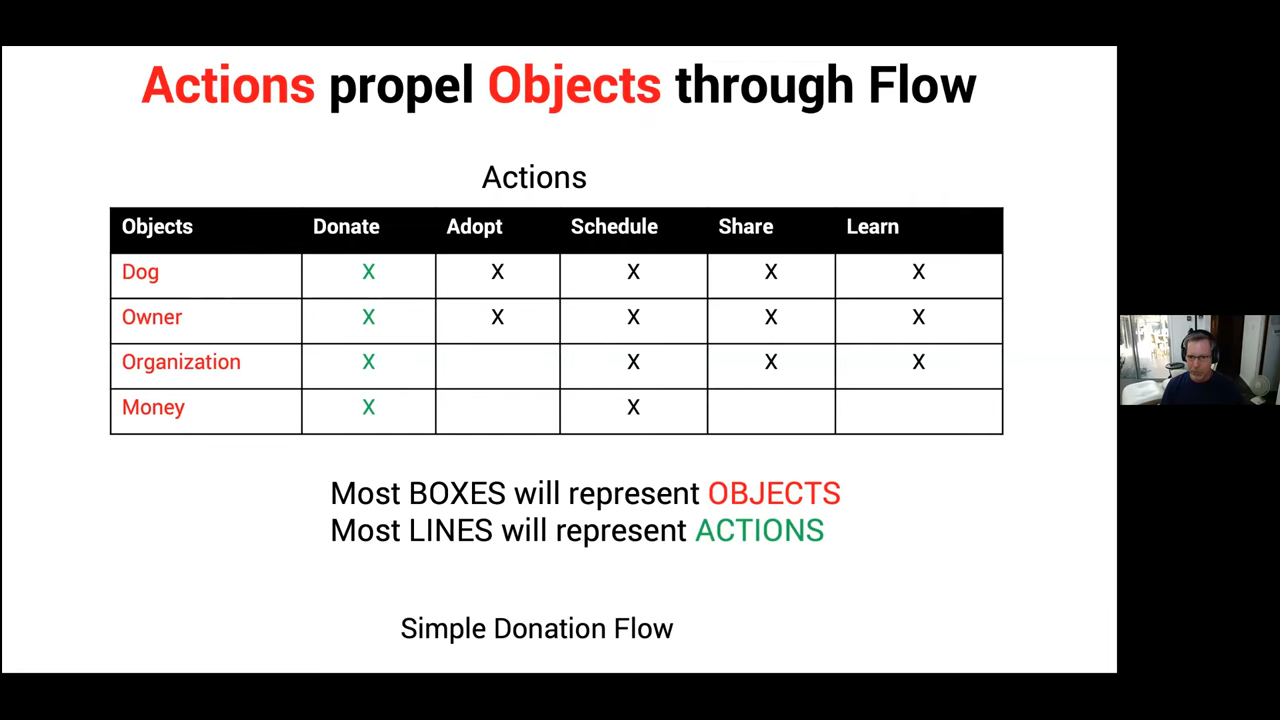 Actions propel Objects through Flow
Actions
Objects Donate Adopt Schedule Share Learn
Dog X X X X X
Owner X X X X X
Organization X X X X
Money X X
Most BOXES will represent OBJECTS
Most LINES will represent ACTIONS
Simple Donation Flow